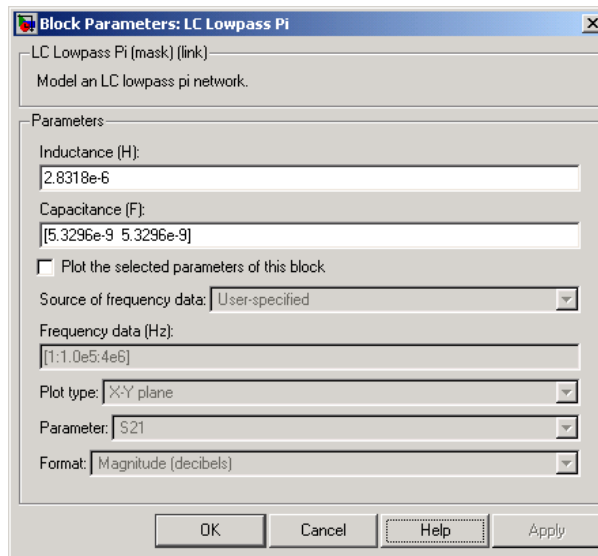 Block Parameters: LC Lowpass Pi
LC Lowpass Pi (mask) (link)
Model an LC lowpass pi network.
Parameters
Inductance (H):
2.8318e-6
Capacitance (F):
[5.3296e-9 5.3296e-9]
Plot the selected parameters of this block
Source of frequency data: User-specified
Frequency data (Hz):
[1:1.0e5:4e6]
Plot type: X-Y plane
Parameter: S21
Format: Magnitude (decibels)
OK Cancel Help Apply